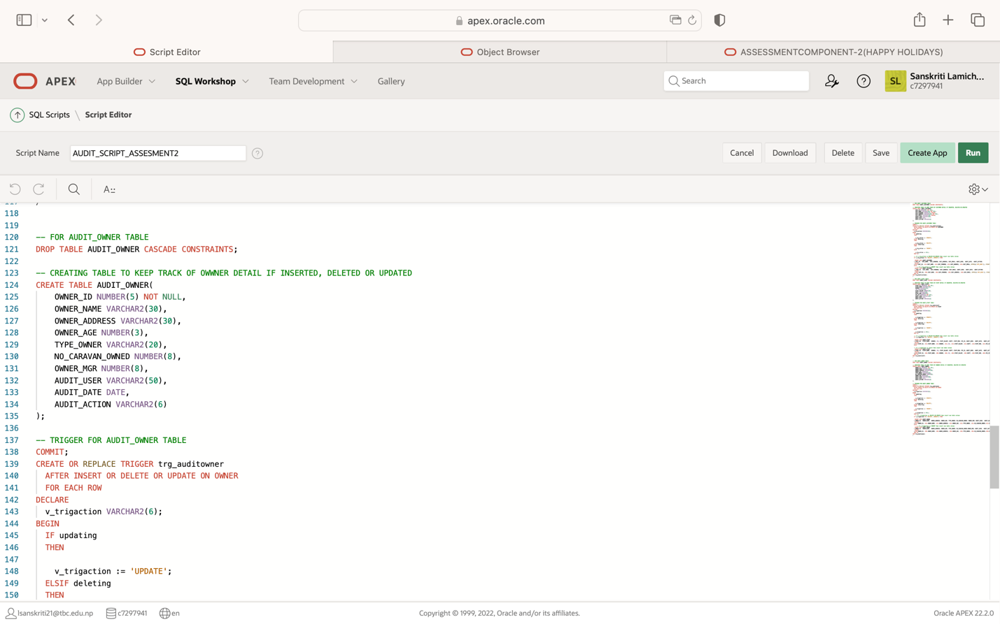 apex.oracle.com
Script Editor
Object Browser
ASSESSMENTCOMPONENT-2(HAPPY HOLIDAYS)
APEX
App Builder
SQL Workshop
Team Development
Gallery
Search
SL
Sanskriti Lamich...
c7297941
SQL Scripts
Script Editor
Script Name
AUDIT_SCRIPT_ASSESMENT2
Cancel
Download
Delete
Save
Create App
Run
118
119
120 -- FOR AUDIT_OWNER TABLE
121 DROP TABLE AUDIT_OWNER CASCADE CONSTRAINTS;
122
123 -- CREATING TABLE TO KEEP TRACK OF OWWNER DETAIL IF INSERTED, DELETED OR UPDATED
124 CREATE TABLE AUDIT_OWNER(
125 OWNER_ID NUMBER(5) NOT NULL,
126 OWNER_NAME VARCHAR2(30),
127 OWNER_ADDRESS VARCHAR2(30),
128 OWNER_AGE NUMBER(3),
129 TYPE_OWNER VARCHAR2(20),
130 NO_CARAVAN_OWNED NUMBER(8),
131 OWNER_MGR NUMBER(8),
132 AUDIT_USER VARCHAR2(50),
133 AUDIT_DATE DATE,
134 AUDIT_ACTION VARCHAR2(6)
135 );
136
137 -- TRIGGER FOR AUDIT_OWNER TABLE
138 COMMIT;
139 CREATE OR REPLACE TRIGGER trg_auditowner
140 AFTER INSERT OR DELETE OR UPDATE ON OWNER
141 FOR EACH ROW
142 DECLARE
143 v_trigaction VARCHAR2(6);
144 BEGIN
145 IF updating
146 THEN
147
148 v_trigaction := 'UPDATE';
149 ELSIF deleting
150 THEN
lsanskriti21@tbc.edu.np
c7297941
en
Copyright © 1999, 2022, Oracle and/or its affiliates.
Oracle APEX 22.2.0